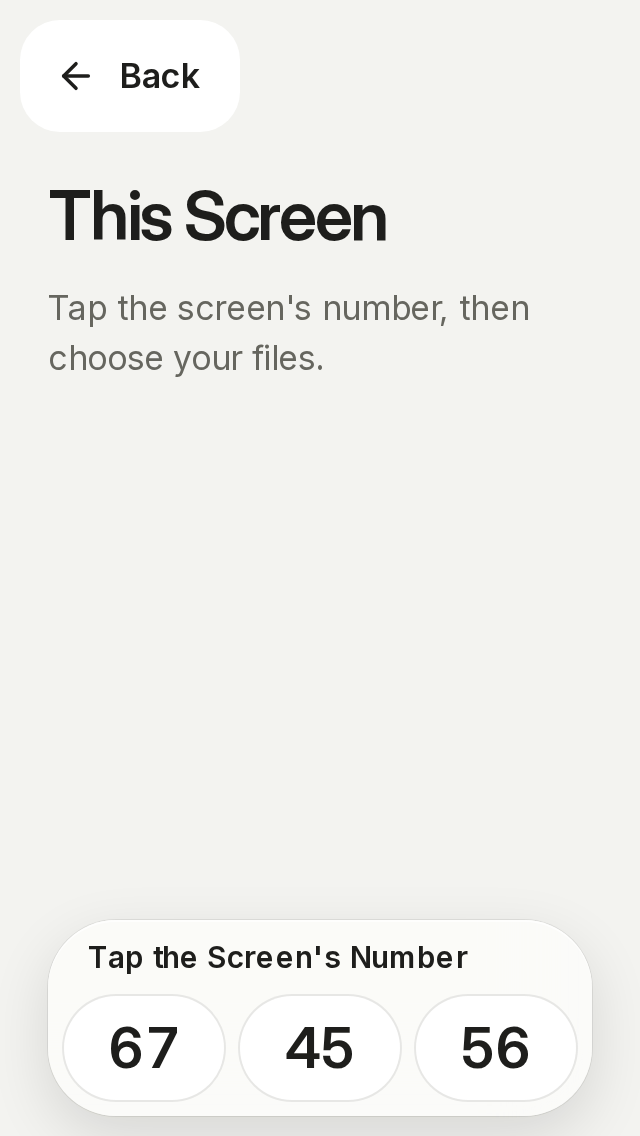 Back
This Screen
Tap the screen's number, then
choose your files.
Tap the Screen's Number
67 45 56